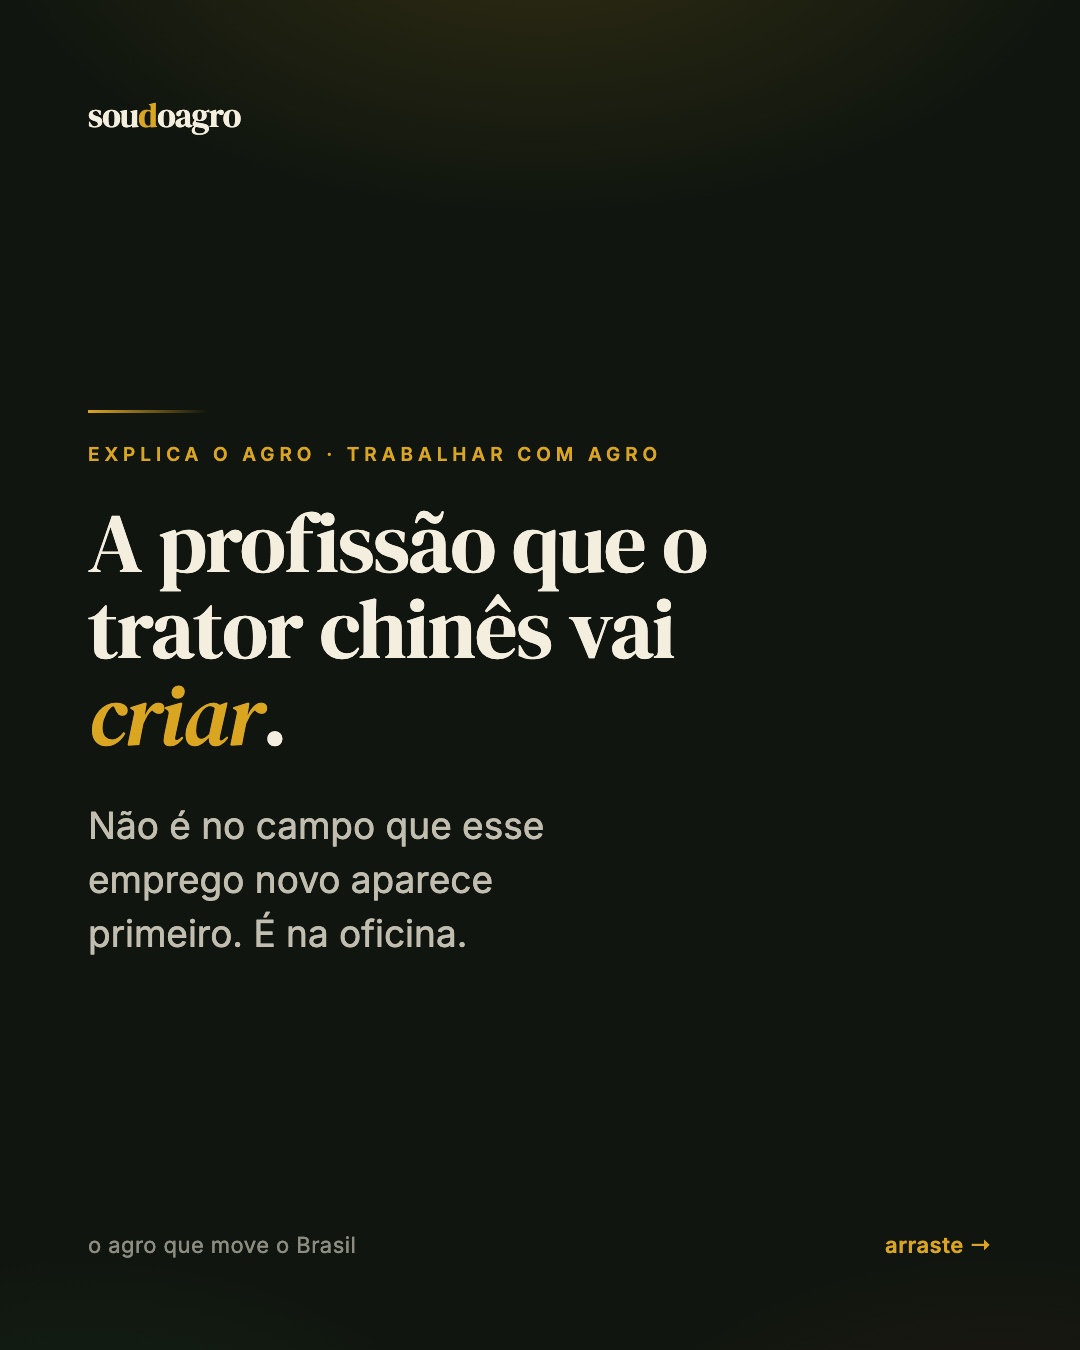 soudoagro
EXPLICA O AGRO · TRABALHAR COM AGRO
A profissão que o
trator chinês vai
criar.
Não é no campo que esse
emprego novo aparece
primeiro. É na oficina.
o agro que move o Brasil
arraste →